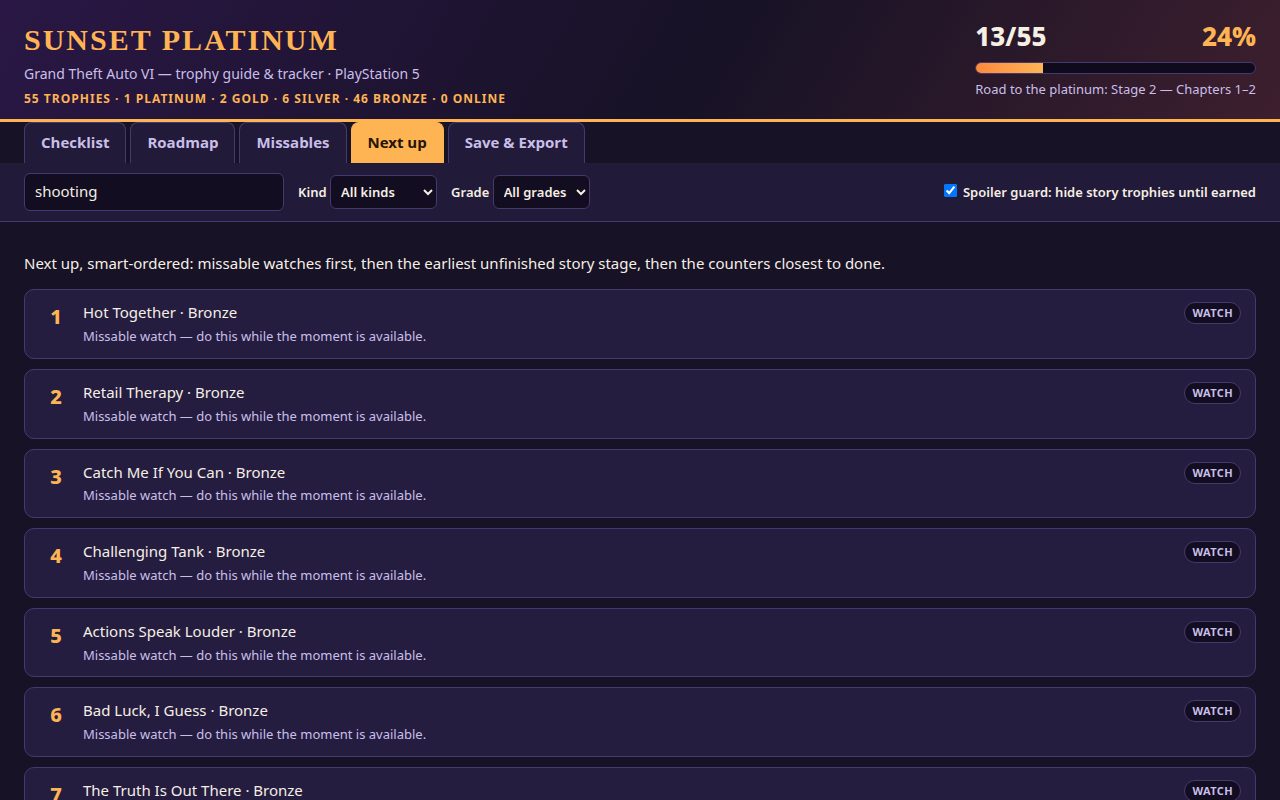 SUNSET PLATINUM
Grand Theft Auto VI — trophy guide & tracker · PlayStation 5
55 TROPHIES · 1 PLATINUM · 2 GOLD · 6 SILVER · 46 BRONZE · 0 ONLINE
13/55 24%
Road to the platinum: Stage 2 — Chapters 1–2
Checklist Roadmap Missables Next up Save & Export
shooting Kind All kinds Grade All grades Spoiler guard: hide story trophies until earned
Next up, smart-ordered: missable watches first, then the earliest unfinished story stage, then the counters closest to done.
1 Hot Together · Bronze WATCH
Missable watch — do this while the moment is available.
2 Retail Therapy · Bronze WATCH
Missable watch — do this while the moment is available.
3 Catch Me If You Can · Bronze WATCH
Missable watch — do this while the moment is available.
4 Challenging Tank · Bronze WATCH
Missable watch — do this while the moment is available.
5 Actions Speak Louder · Bronze WATCH
Missable watch — do this while the moment is available.
6 Bad Luck, I Guess · Bronze WATCH
Missable watch — do this while the moment is available.
7 The Truth Is Out There · Bronze WATCH